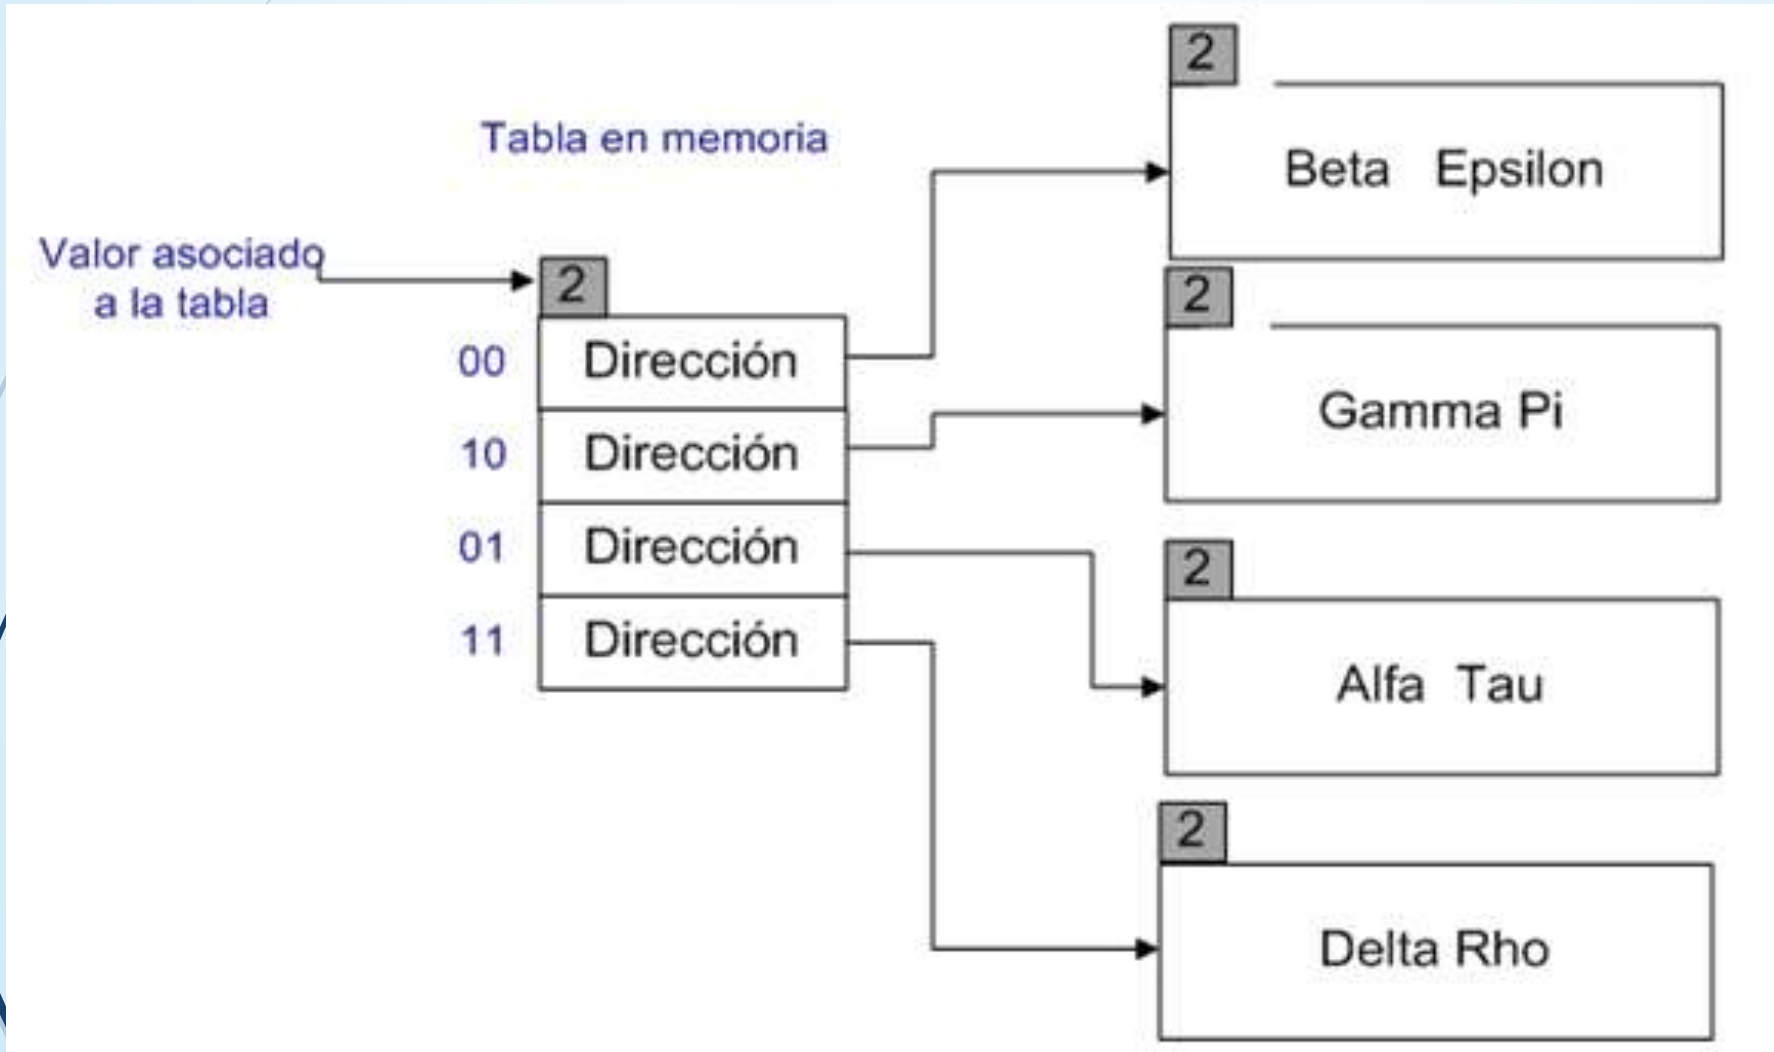 Tabla en memoria
Valor asociado
a la tabla
2
00 Dirección
10 Dirección
01 Dirección
11 Dirección
2
Beta Epsilon
2
Gamma Pi
2
Alfa Tau
2
Delta Rho